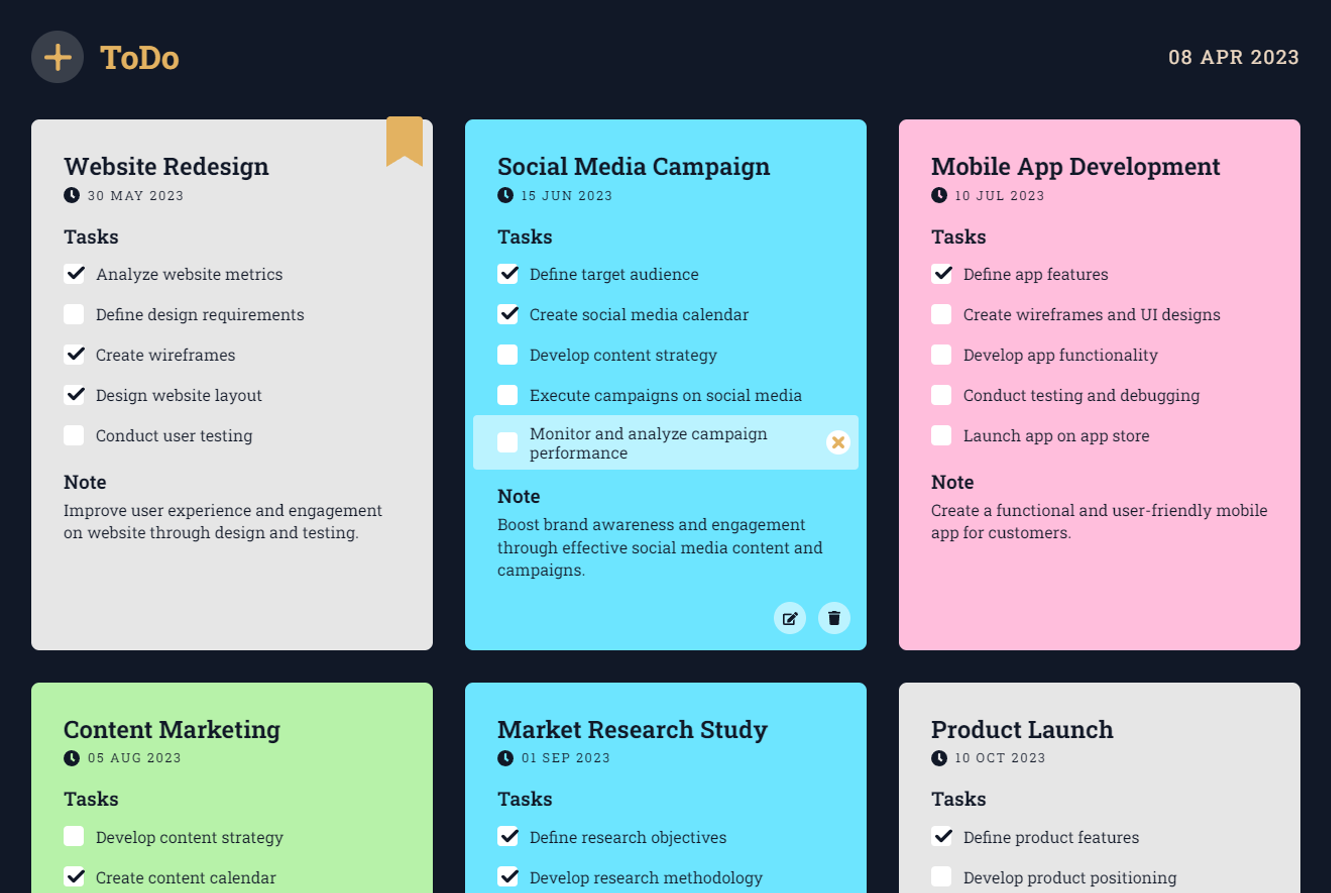 ToDo
08 APR 2023
Website Redesign
30 MAY 2023
Tasks
Analyze website metrics
Define design requirements
Create wireframes
Design website layout
Conduct user testing
Note
Improve user experience and engagement
on website through design and testing.
Social Media Campaign
15 JUN 2023
Tasks
Define target audience
Create social media calendar
Develop content strategy
Execute campaigns on social media
Monitor and analyze campaign
performance
Note
Boost brand awareness and engagement
through effective social media content and
campaigns.
Mobile App Development
10 JUL 2023
Tasks
Define app features
Create wireframes and UI designs
Develop app functionality
Conduct testing and debugging
Launch app on app store
Note
Create a functional and user-friendly mobile
app for customers.
Content Marketing
05 AUG 2023
Tasks
Develop content strategy
Create content calendar
Market Research Study
01 SEP 2023
Tasks
Define research objectives
Develop research methodology
Product Launch
10 OCT 2023
Tasks
Define product features
Develop product positioning